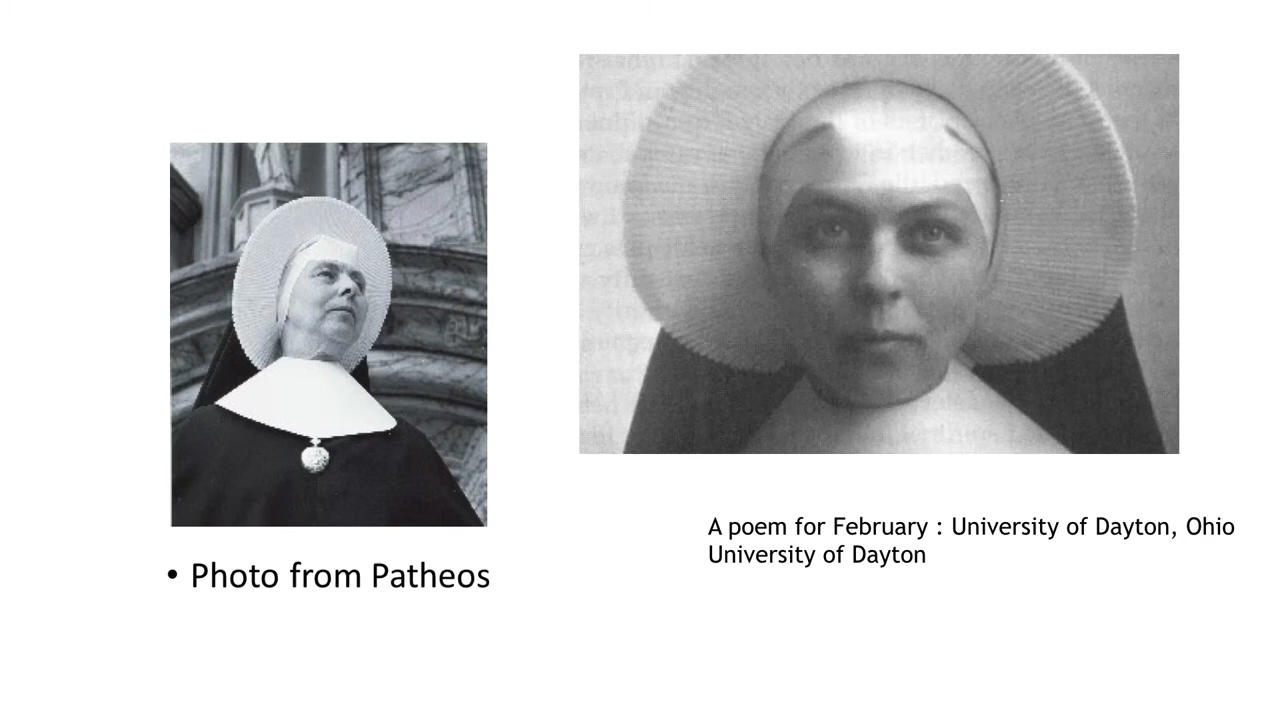 A poem for February : University of Dayton, Ohio
University of Dayton
• Photo from Patheos